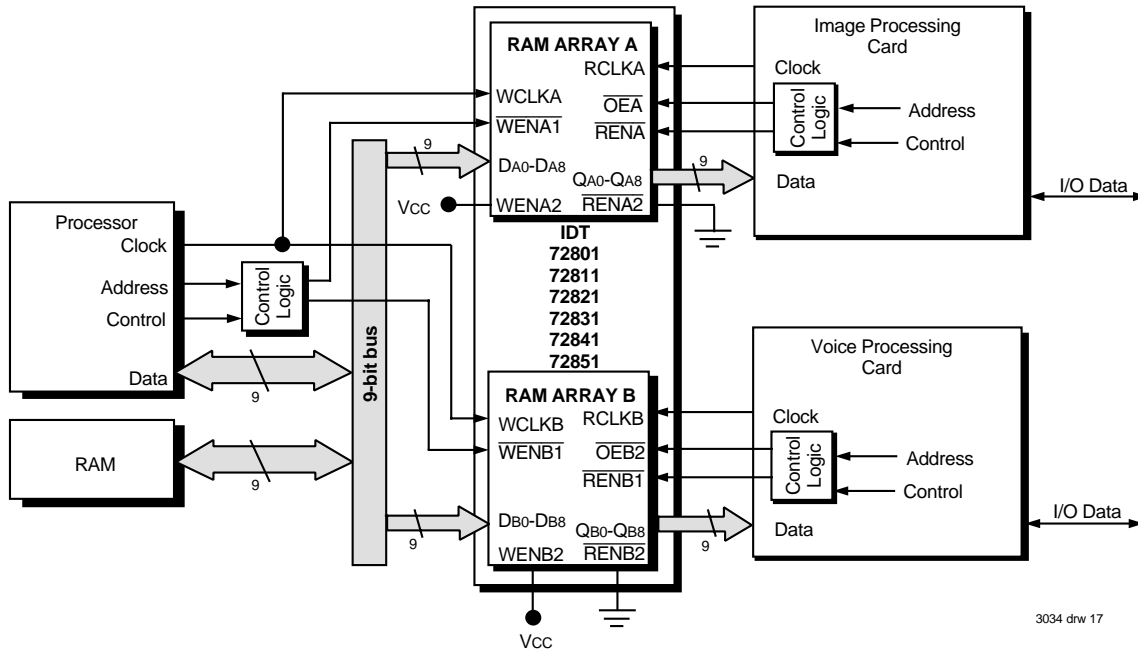 Processor
Clock
Address
Control
Data
9
RAM
9
Control
Logic
9-bit bus
9
9
VCC
RAM ARRAY A
RCLKA
WCLKA
OEA
WENA1
RENA
DA0-DA8
QA0-QA8
WENA2
RENA2
IDT
72801
72811
72821
72831
72841
72851
RAM ARRAY B
RCLKB
WCLKB
OEB2
WENB1
RENB1
DB0-DB8
QB0-QB8
WENB2
RENB2
VCC
9
9
Image Processing
Card
Clock
Control
Logic
Address
Control
Data
I/O Data
Voice Processing
Card
Clock
Control
Logic
Address
Control
Data
I/O Data
3034 drw 17